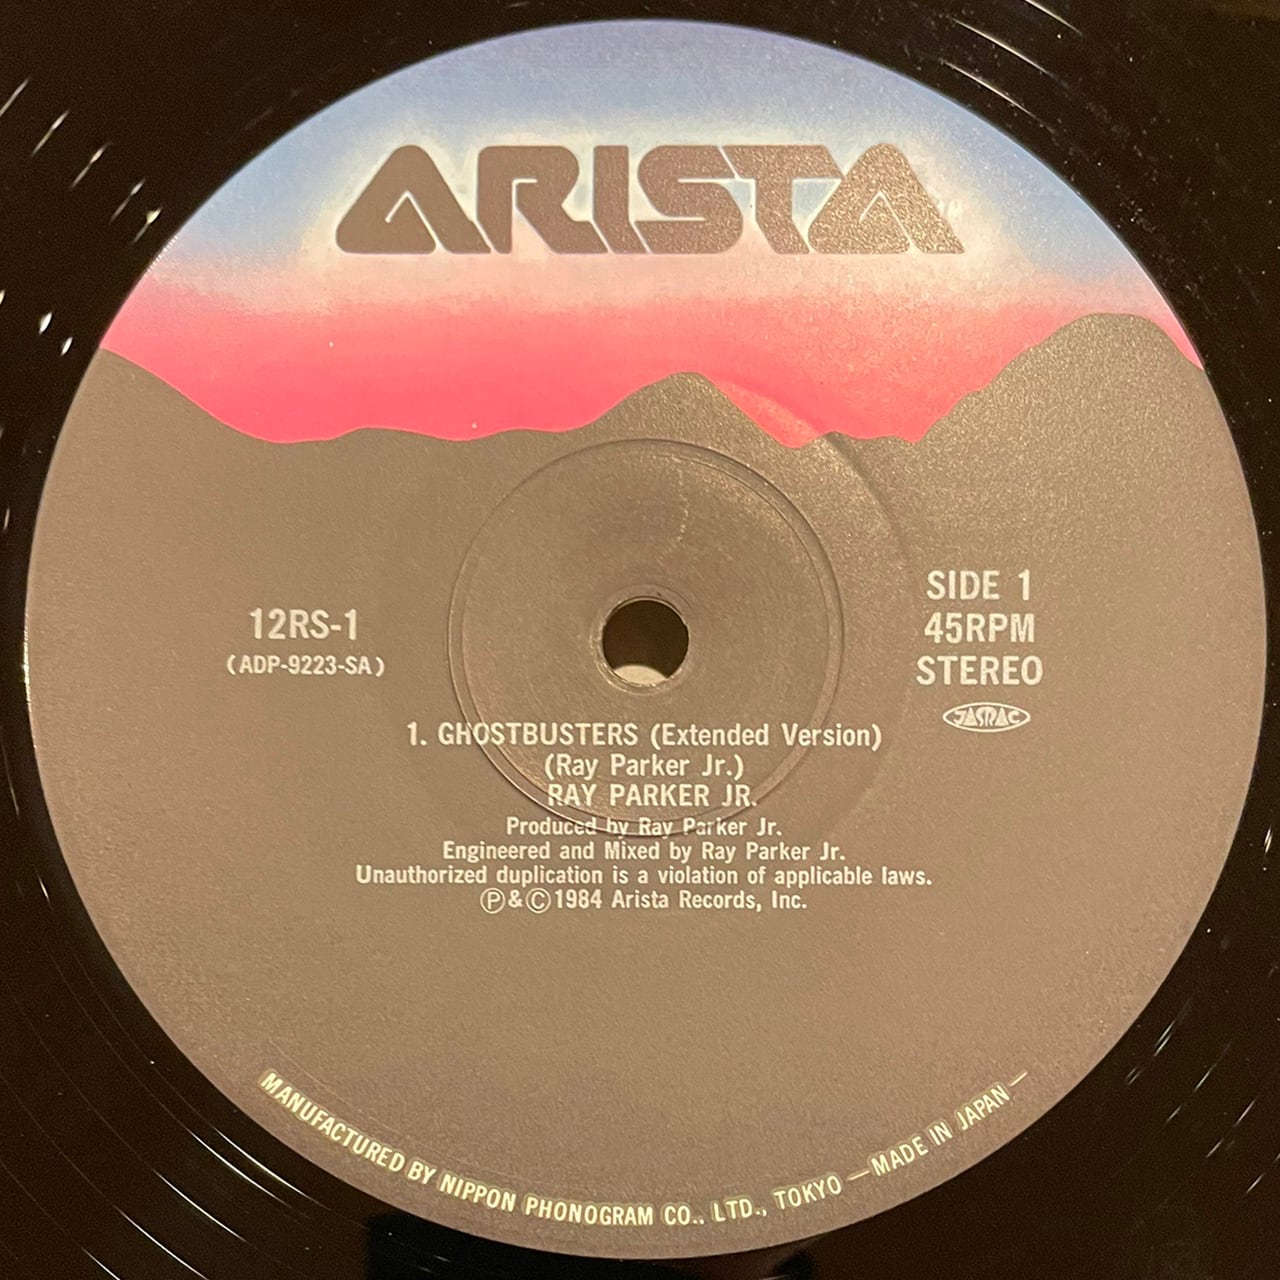 ARISTA
12RS-1
(ADP-9223-SA)
SIDE 1
45RPM
STEREO
JASRAC
1. GHOSTBUSTERS (Extended Version)
(Ray Parker Jr.)
RAY PARKER JR.
Produced by Ray Parker Jr.
Engineered and Mixed by Ray Parker Jr.
Unauthorized duplication is a violation of applicable laws.
Ⓟ&Ⓒ1984 Arista Records, Inc.
MANUFACTURED BY NIPPON PHONOGRAM CO., LTD., TOKYO —MADE IN JAPAN—